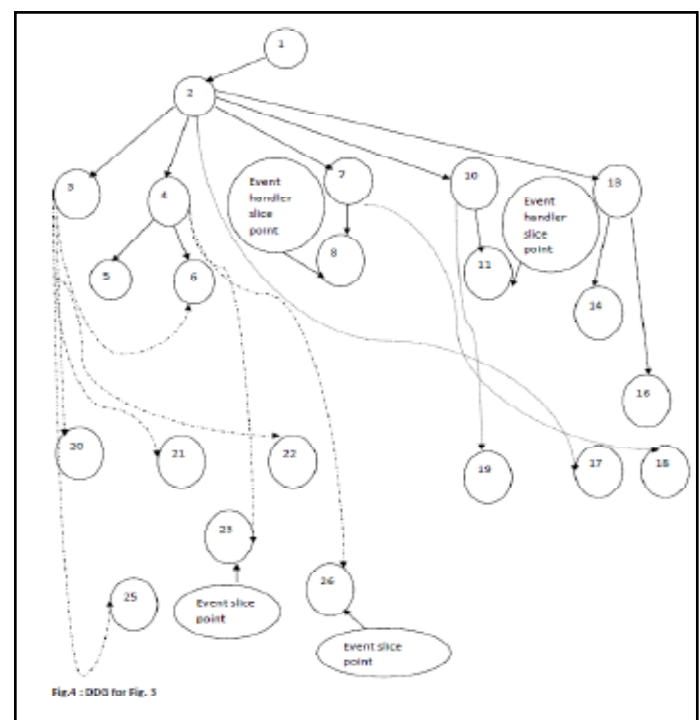 1
2
3
4
7
10
13
Event
handler
slice
point
Event
handler
slice
point
5
6
8
11
14
16
20
21
22
19
17
18
23
26
25
Event slice
point
Event slice
point
Fig.4 : DDG for Fig. 3